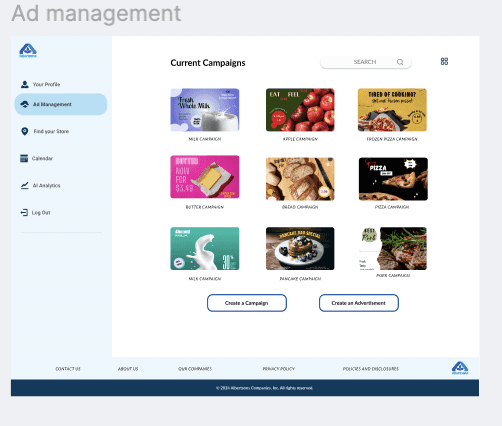 Ad management
Albertsons
Current Campaigns
SEARCH
Your Profile
Ad Management
Find your Store
Calendar
AI Analytics
Log Out
Fresh
Whole Milk
EAT FEEL
TIRED OF COOKING?
MILK CAMPAIGN
APPLE CAMPAIGN
FROZEN PIZZA CAMPAIGN
BUTTER
NOW
FOR
$3.49
PIZZA
BUTTER CAMPAIGN
BREAD CAMPAIGN
PIZZA CAMPAIGN
PANCAKE DAY SPECIAL
MILK CAMPAIGN
PANCAKE CAMPAIGN
PORK CAMPAIGN
Create a Campaign
Create an Advertisment
CONTACT US
ABOUT US
OUR COMPANIES
PRIVACY POLICY
POLICIES AND DISCLOSURES
Albertsons
© 2024 Albertsons Companies, Inc. All rights reserved.